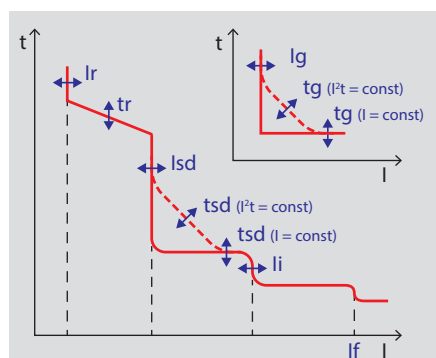 t
Ir
tr
Isd
tsd (I²t = const)
tsd (I = const)
Ii
If
I
t
Ig
tg (I²t = const)
tg (I = const)
I